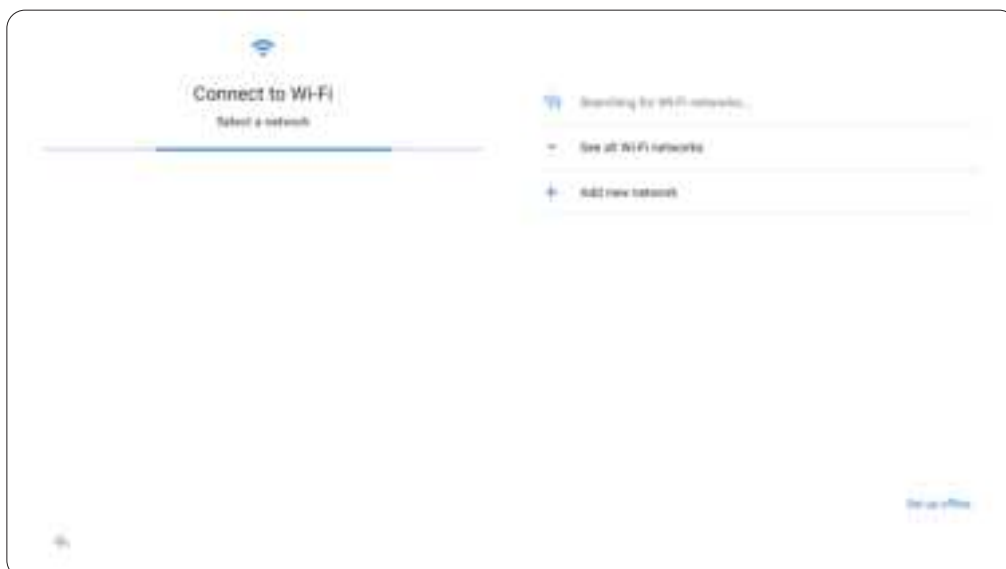 Connect to Wi-Fi
Select a network
Searching for Wi-Fi networks...
See all Wi-Fi networks
Add new network
Set up offline